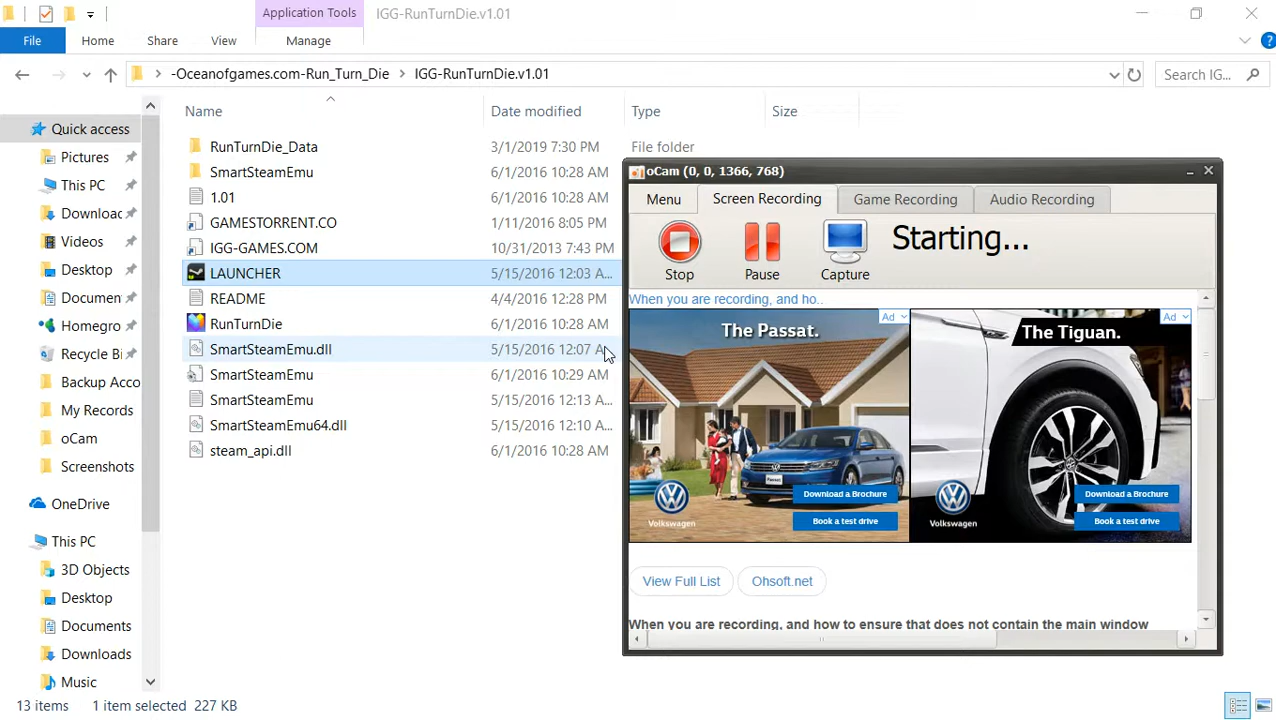 Application Tools
IGG-RunTurnDie.v1.01
File
Home
Share
View
Manage
-Oceanofgames.com-Run_Turn_Die
IGG-RunTurnDie.v1.01
Search IG...
Name
Date modified
Type
Size
Quick access
Pictures
This PC
Downloac
Videos
Desktop
Documen
Homegro
Recycle Bi
Backup Acco
My Records
oCam
Screenshots
OneDrive
This PC
3D Objects
Desktop
Documents
Downloads
Music
RunTurnDie_Data 3/1/2019 7:30 PM File folder
SmartSteamEmu 6/1/2016 10:28 AM
1.01 6/1/2016 10:28 AM
GAMESTORRENT.CO 1/11/2016 8:05 PM
IGG-GAMES.COM 10/31/2013 7:43 PM
LAUNCHER 5/15/2016 12:03 A...
README 4/4/2016 12:28 PM
RunTurnDie 6/1/2016 10:28 AM
SmartSteamEmu.dll 5/15/2016 12:07 A...
SmartSteamEmu 6/1/2016 10:29 AM
SmartSteamEmu 5/15/2016 12:13 A...
SmartSteamEmu64.dll 5/15/2016 12:10 A...
steam_api.dll 6/1/2016 10:28 AM
oCam (0, 0, 1366, 768)
Menu
Screen Recording
Game Recording
Audio Recording
Stop
Pause
Capture
Starting...
When you are recording, and ho..
The Passat.
Ad
Download a Brochure
Book a test drive
Volkswagen
The Tiguan.
Ad
Download a Brochure
Book a test drive
Volkswagen
View Full List
Ohsoft.net
When you are recording, and how to ensure that does not contain the main window
13 items
1 item selected 227 KB